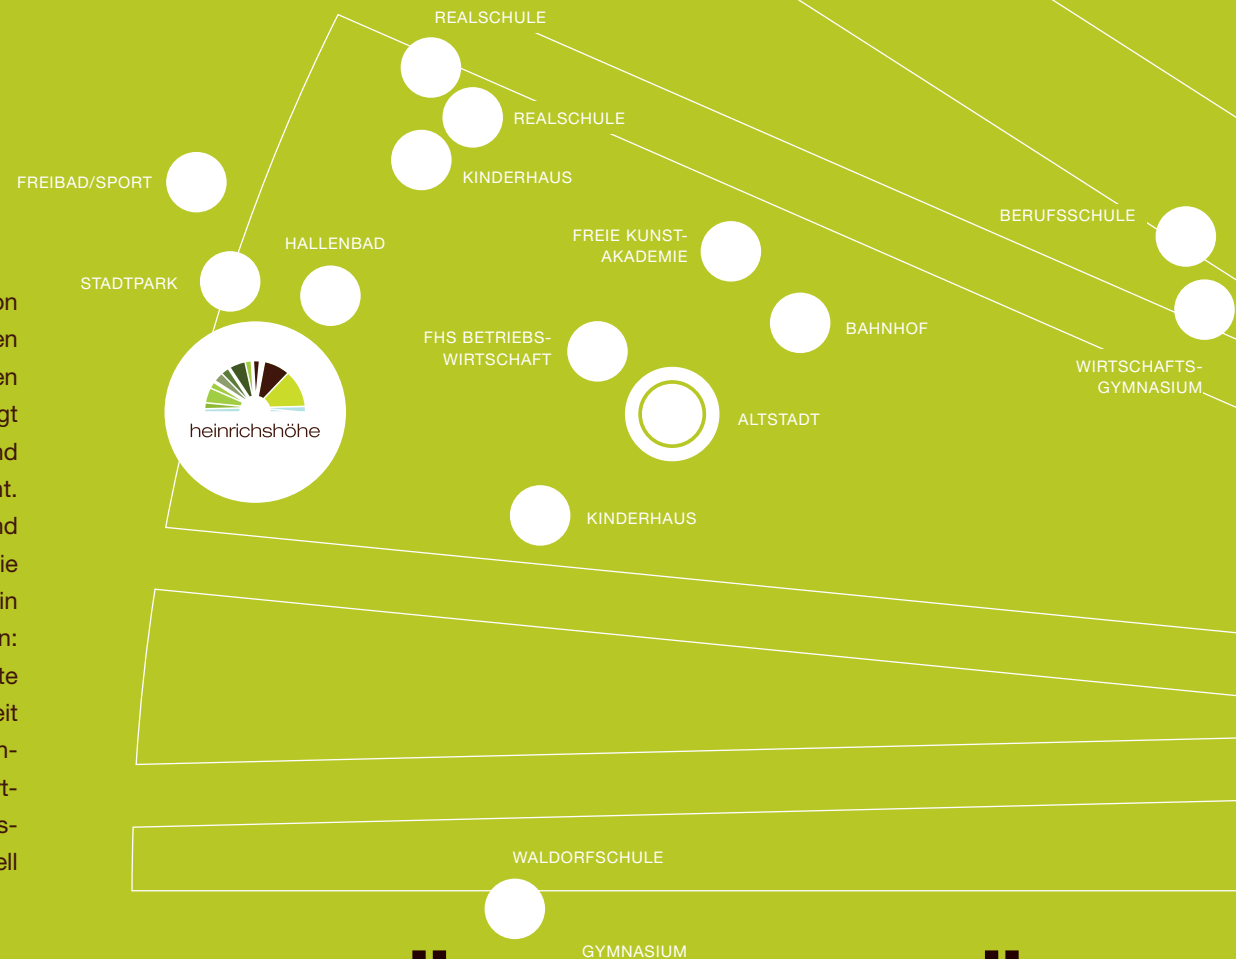 REALSCHULE
REALSCHULE
KINDERHAUS
FREIBAD/SPORT
BERUFSSCHULE
FREIE KUNST-
AKADEMIE
HALLENBAD
STADTPARK
BAHNHOF
FHS BETRIEBS-
WIRTSCHAFT
WIRTSCHAFTS-
GYMNASIUM
ALTSTADT
heinrichshöhe
KINDERHAUS
WALDORFSCHULE
GYMNASIUM